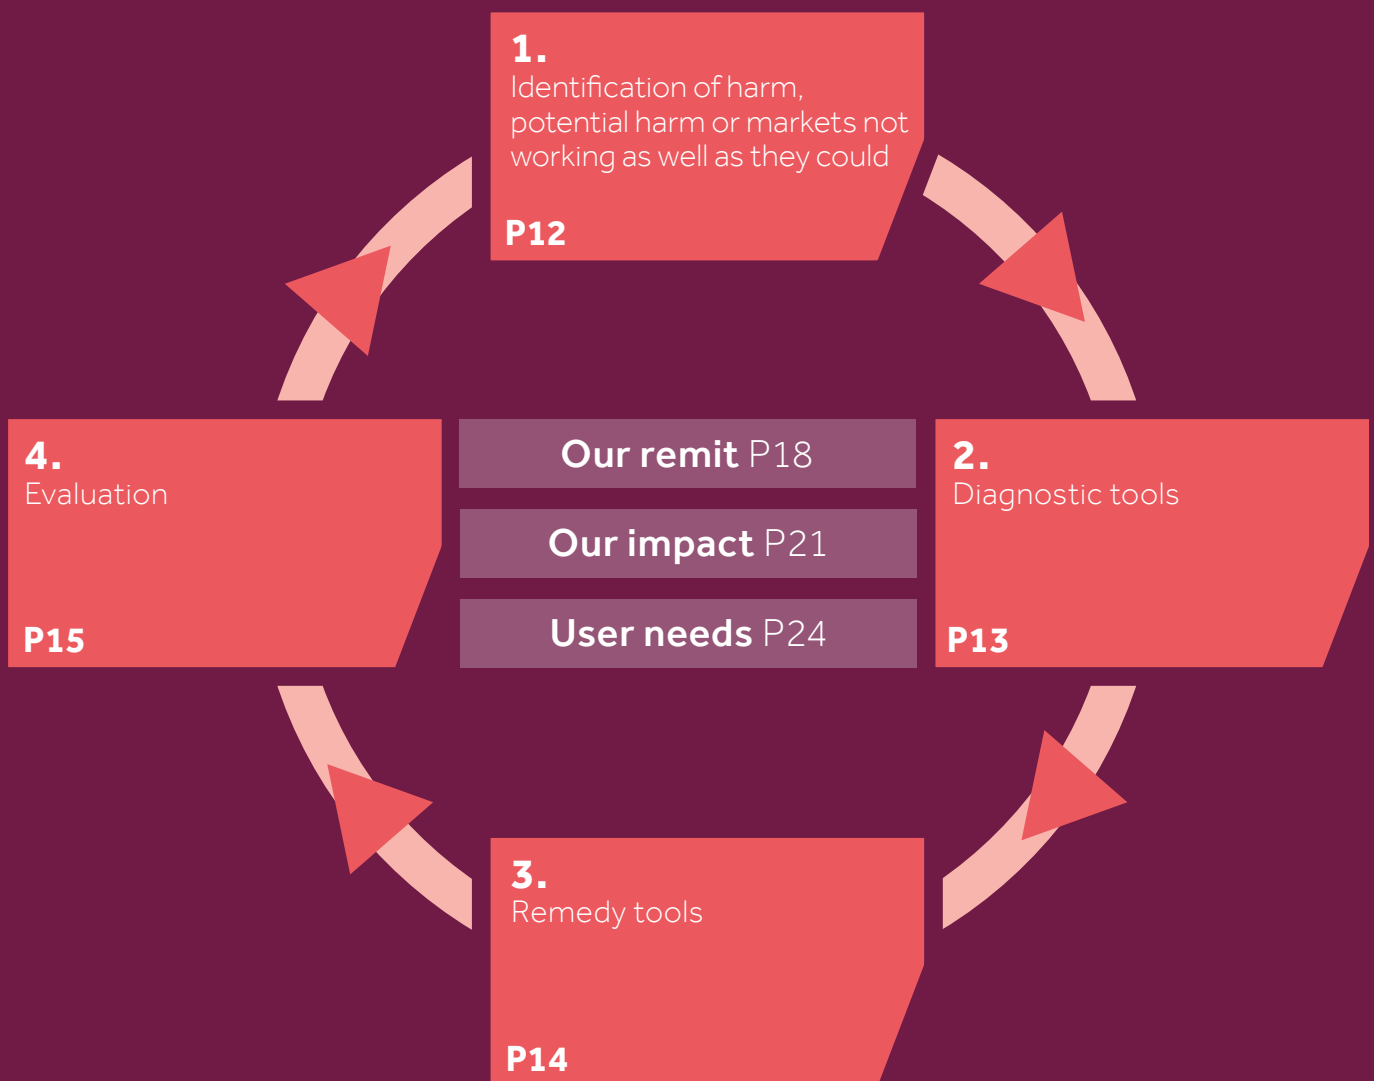 1.
Identification of harm,
potential harm or markets not
working as well as they could
P12
4.
Evaluation
P15
Our remit P18
Our impact P21
User needs P24
2.
Diagnostic tools
P13
3.
Remedy tools
P14